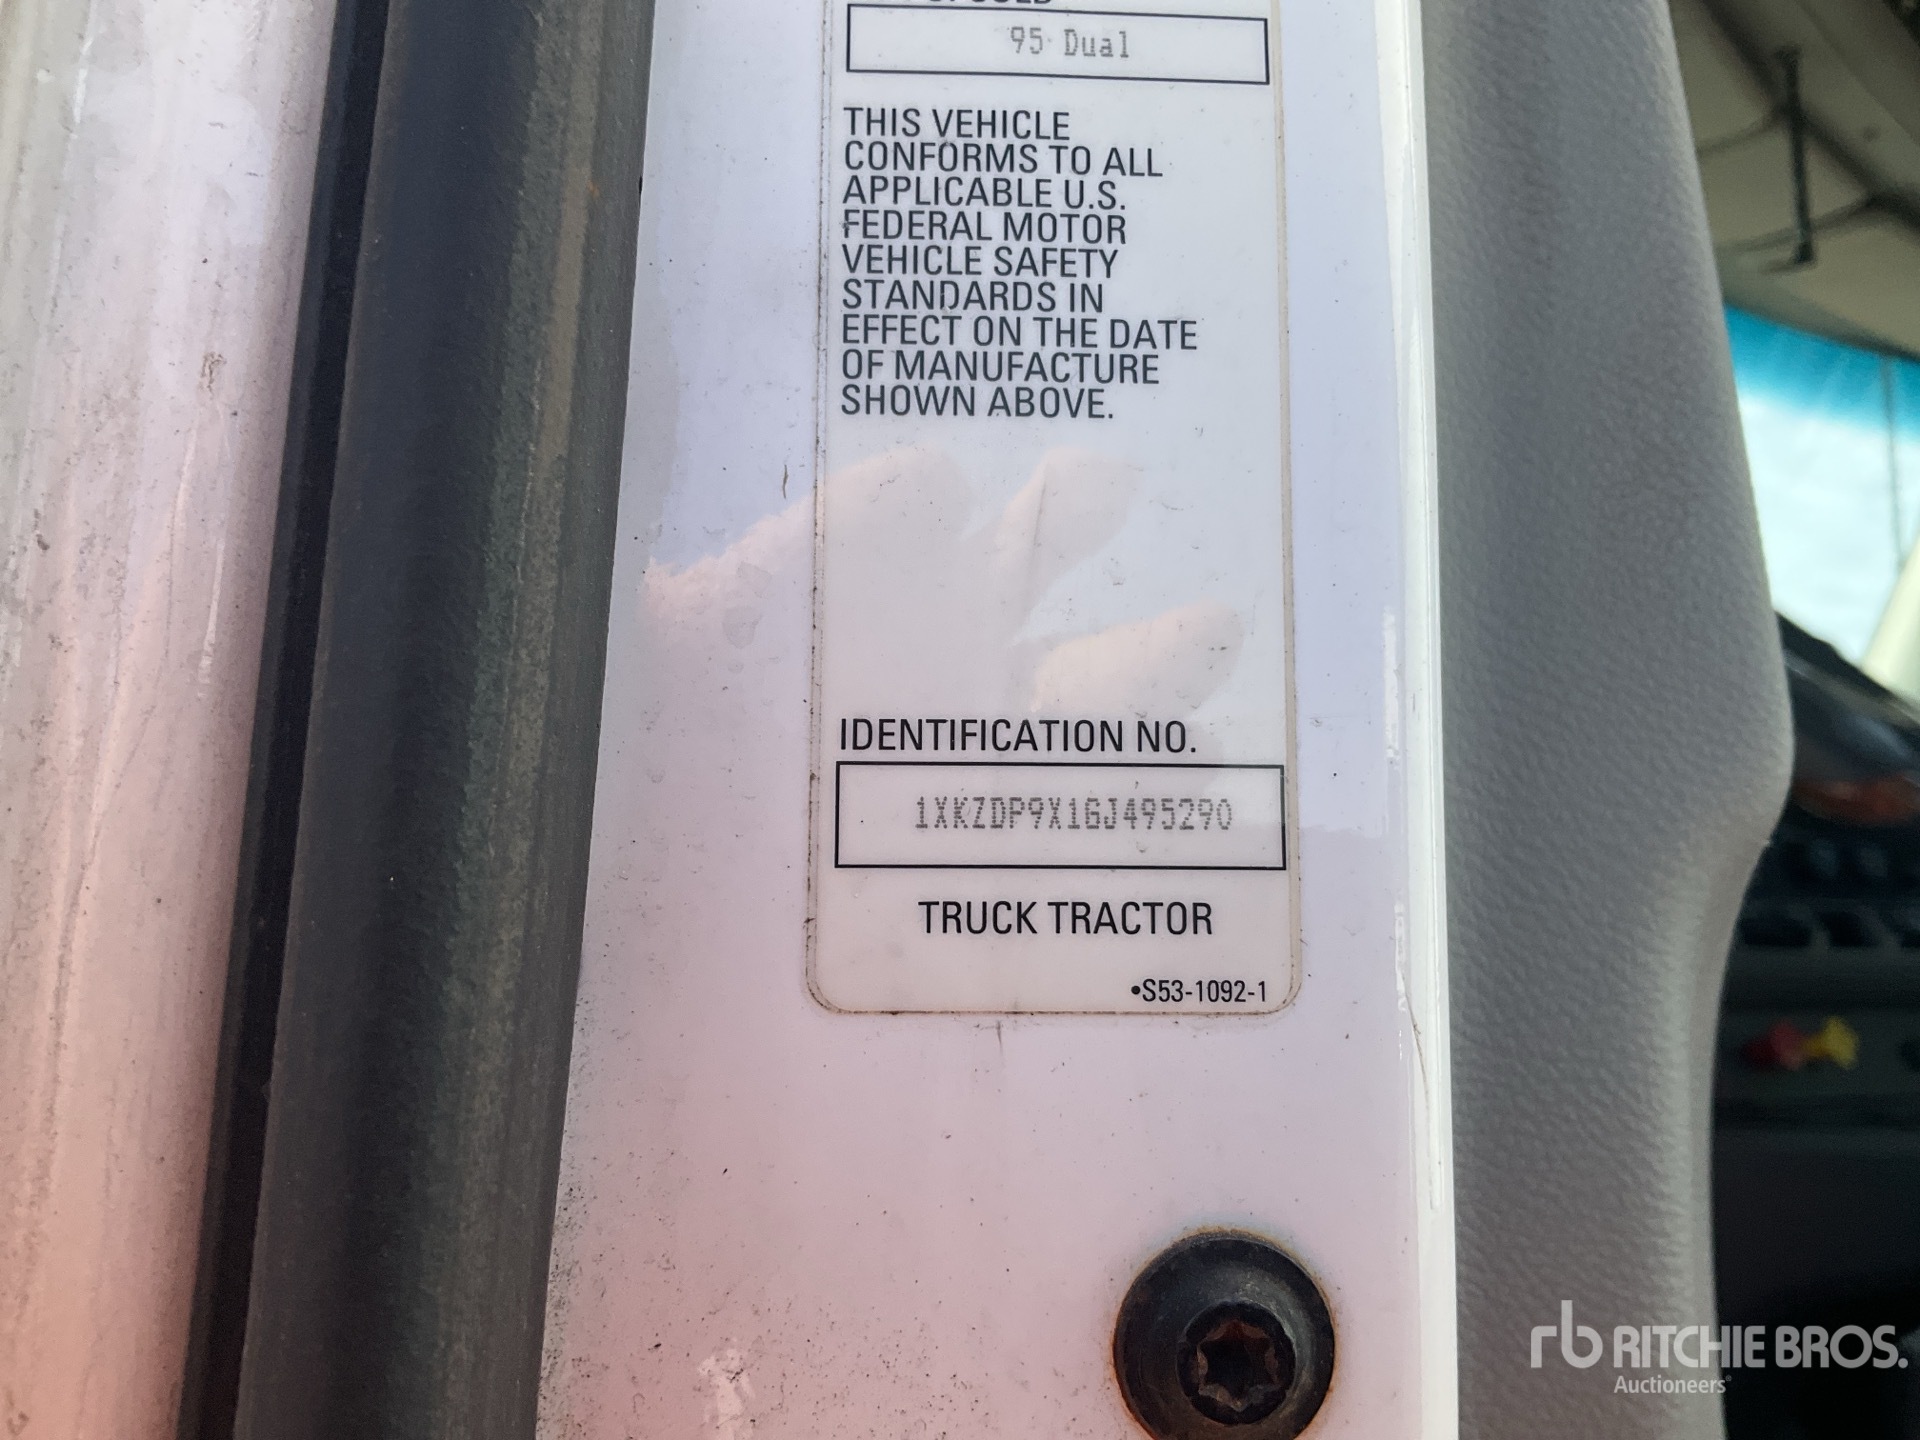 95 Dual
THIS VEHICLE
CONFORMS TO ALL
APPLICABLE U.S.
FEDERAL MOTOR
VEHICLE SAFETY
STANDARDS IN
EFFECT ON THE DATE
OF MANUFACTURE
SHOWN ABOVE.
IDENTIFICATION NO.
1XKZDP9X1GJ495290
TRUCK TRACTOR
•S53-1092-1
rb RITCHIE BROS.
Auctioneers